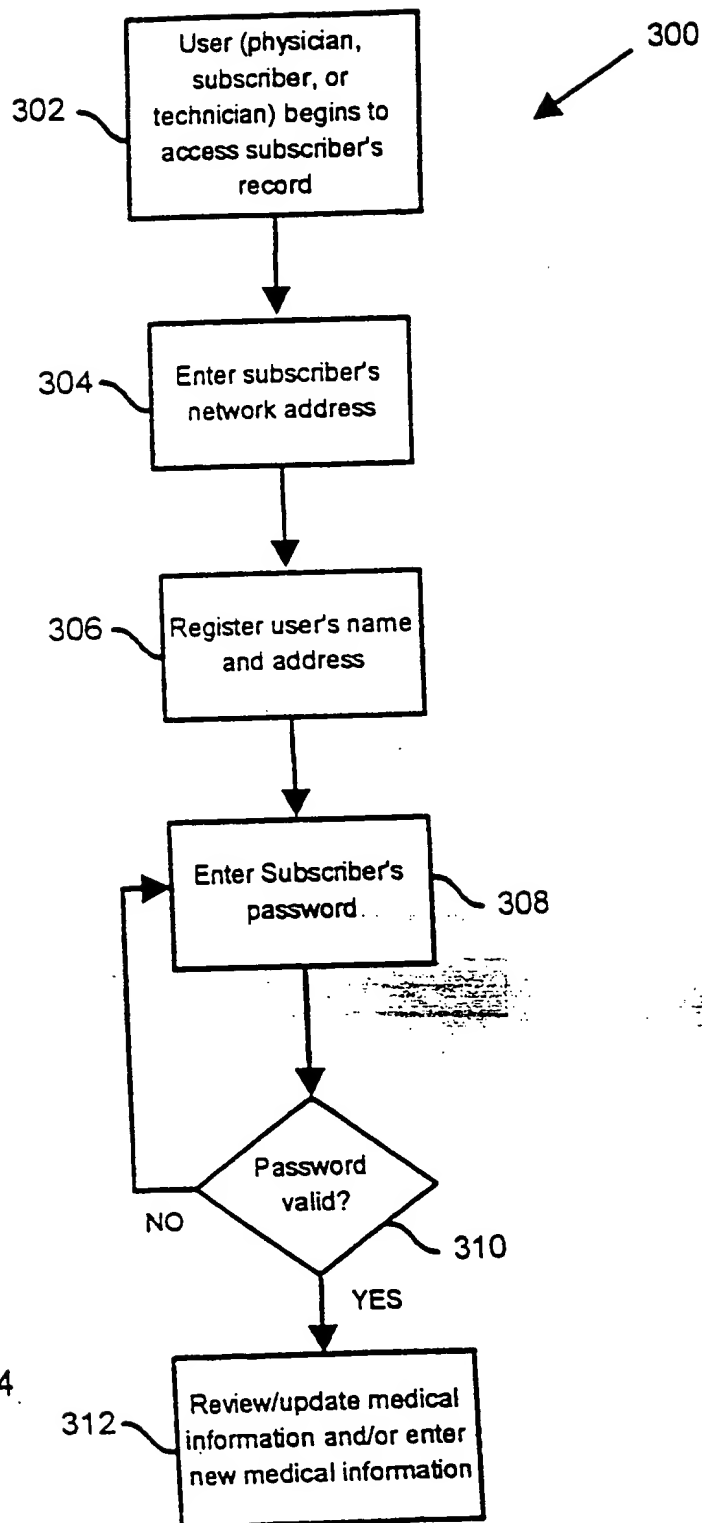 300
User (physician,
subscriber, or
technician) begins to
access subscriber's
record
302
Enter subscriber's
network address
304
Register user's name
and address
306
Enter Subscriber's
password
308
Password
valid?
310
NO
YES
4
Review/update medical
information and/or enter
new medical information
312